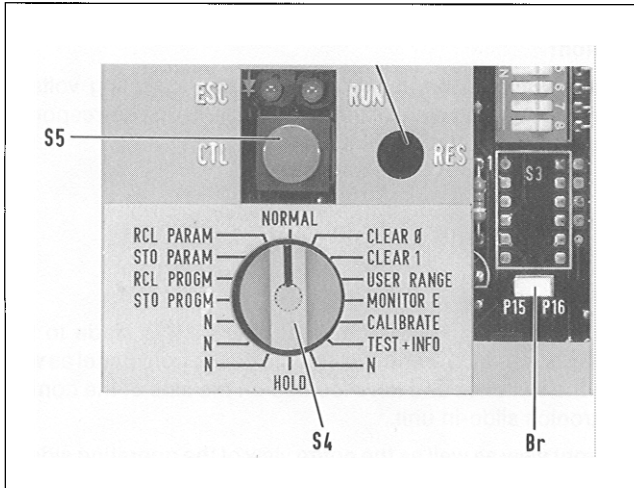 ESC RUN
S5
CTL RES
1 S3
NORMAL
RCL PARAM CLEAR Ø
STO PARAM CLEAR 1
RCL PROGM USER RANGE
STO PROGM MONITOR E
N CALIBRATE
N TEST+INFO
N N
HOLD
P15 P16
S4
Br